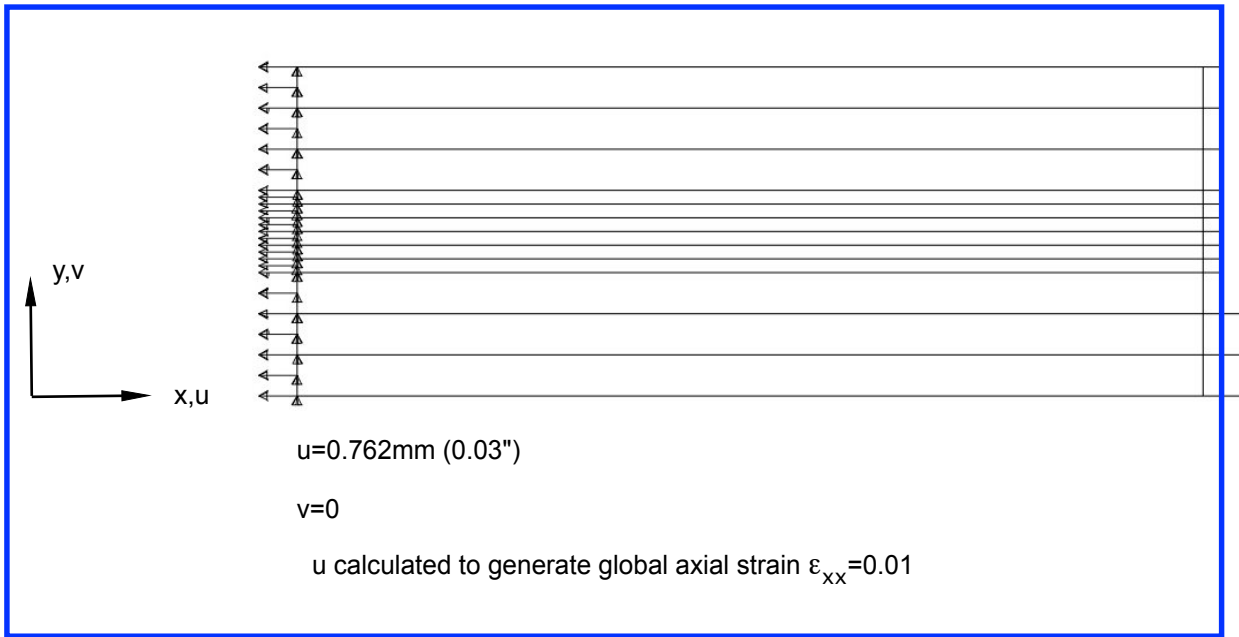 y,v
x,u
u=0.762mm (0.03")
v=0
u calculated to generate global axial strain εxx=0.01